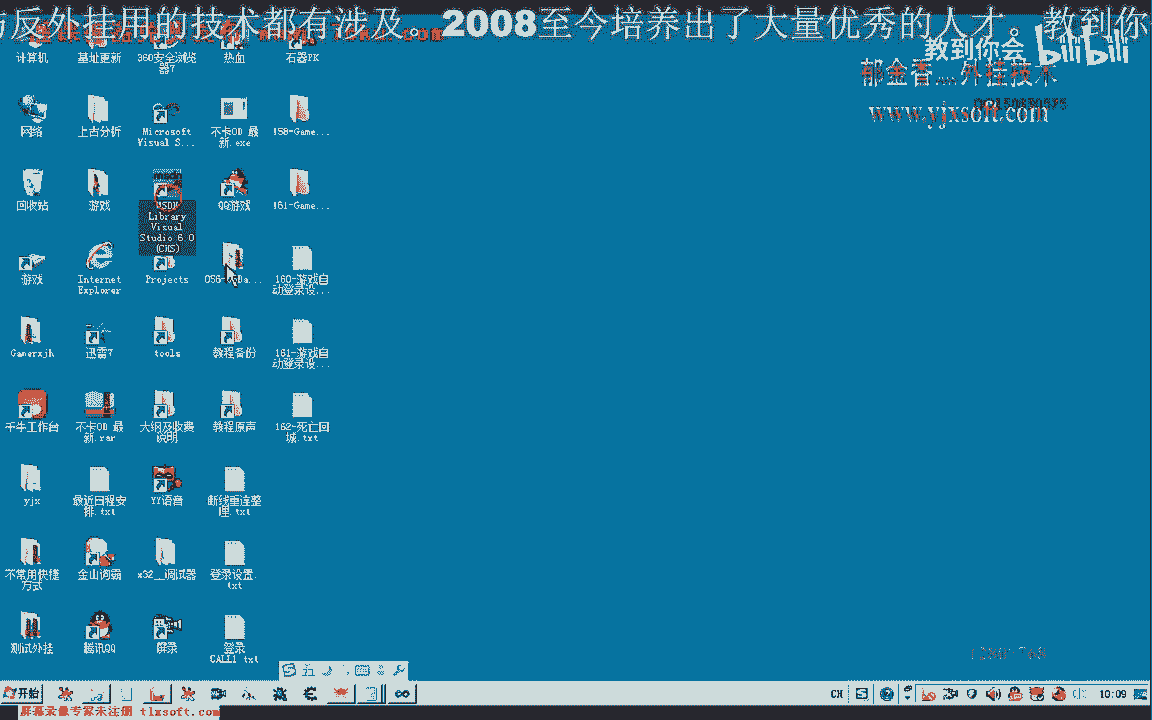 与反外挂用的技术都有涉及。2008至今培养出了大量优秀的人才。教到你
教到你会 bilibili
郁金香....外挂技术
www.yjxsoft.com
计算机
基址更新
360安全浏览
器7
热血
石器PK
网络
上古分析
Microsoft
Visual S...
不卡OD 最
新.exe
158-Game...
回收站
游戏
MSDN
Library
Visual
Studio 6.0
(CHS)
QQ游戏
161-Game...
游戏
Internet
Explorer
Projects
160-游戏自
动登录设...
Gamerxjh
迅雷7
tools
教程备份
161-游戏自
动登录设...
千牛工作台
不卡OD 最
新.rar
大纲及收费
说明
教程原声
162-死亡回
城.txt
yjx
最近日程安
排.txt
YY语音
断线重连整
理.txt
不常用快捷
方式
金山词霸
x32__调试器
登录设置.
txt
测试外挂
腾讯QQ
屏录
登录
CALL1.txt
五
开始
CH
10:09
屏幕录像专家未注册 tlxsoft.com